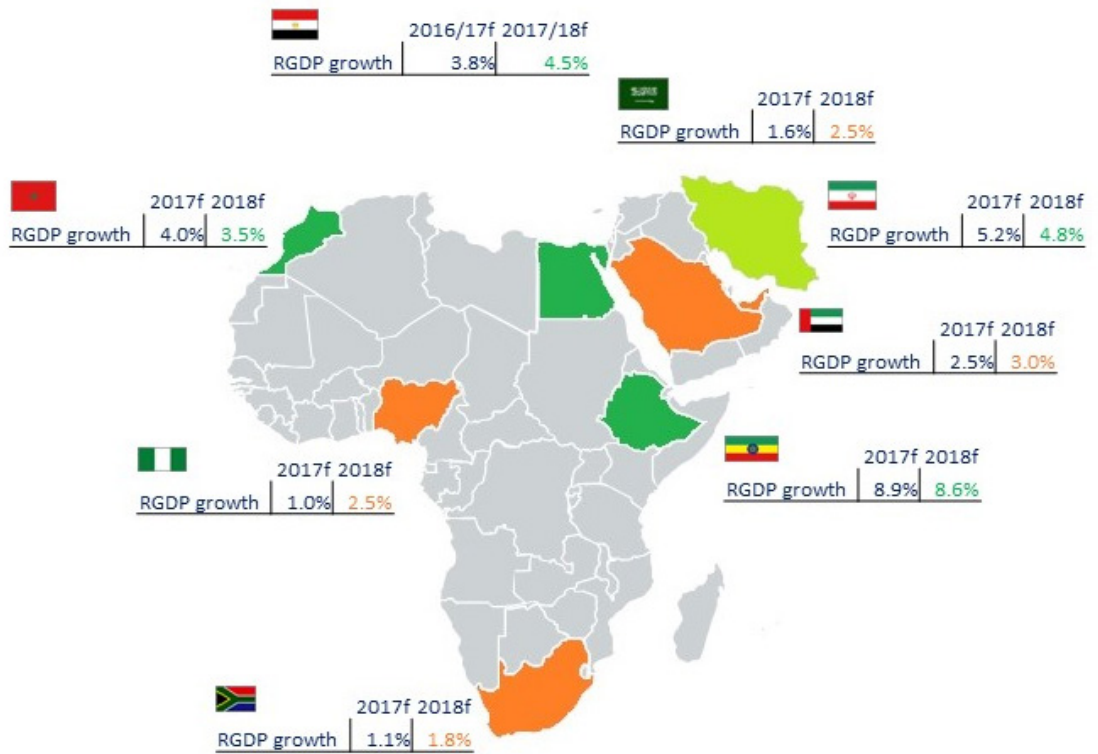 2016/17f 2017/18f
RGDP growth 3.8% 4.5%
2017f 2018f
RGDP growth 1.6% 2.5%
2017f 2018f
RGDP growth 4.0% 3.5%
2017f 2018f
RGDP growth 5.2% 4.8%
2017f 2018f
RGDP growth 2.5% 3.0%
2017f 2018f
RGDP growth 1.0% 2.5%
2017f 2018f
RGDP growth 8.9% 8.6%
2017f 2018f
RGDP growth 1.1% 1.8%